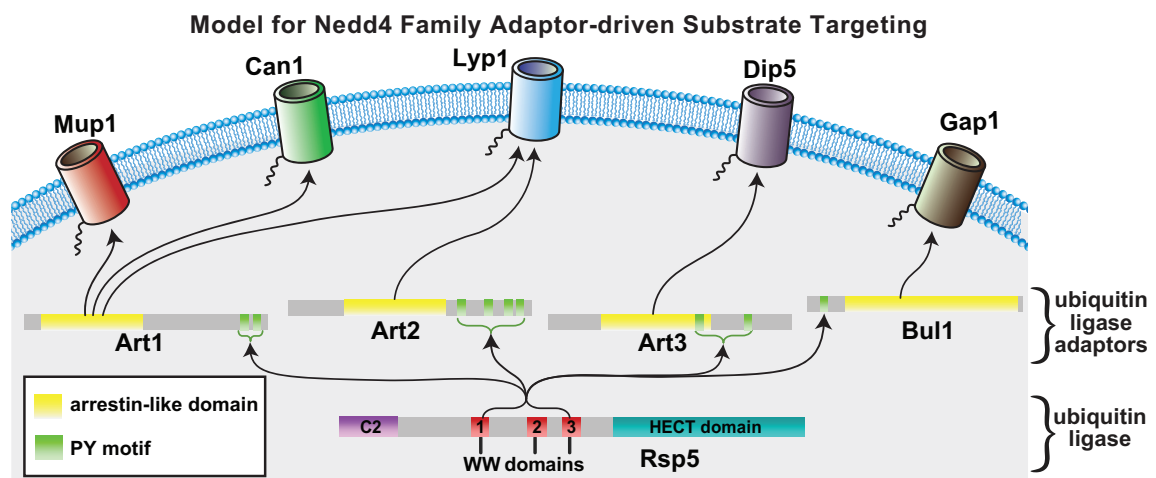 Model for Nedd4 Family Adaptor-driven Substrate Targeting
Mup1
Can1
Lyp1
Dip5
Gap1
Art1
Art2
Art3
Bul1
ubiquitin
ligase
adaptors
arrestin-like domain
PY motif
C2
1
2
3
HECT domain
WW domains
Rsp5
ubiquitin
ligase